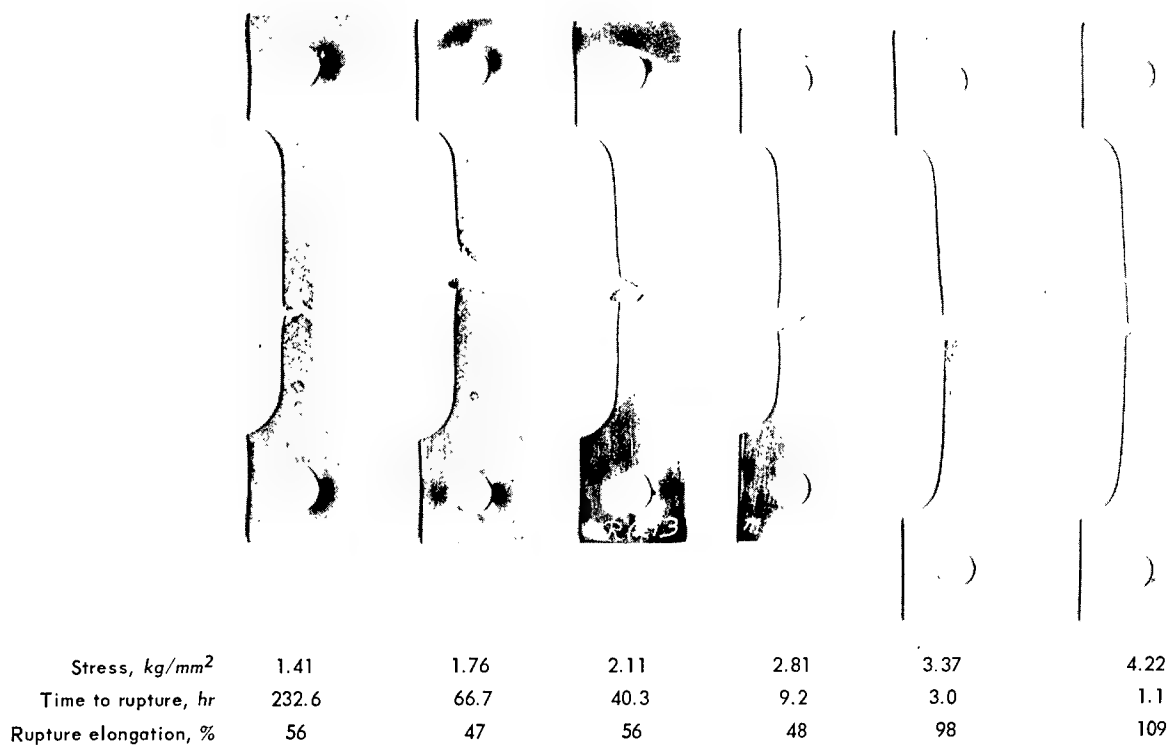 Stress, kg/mm2 1.41 1.76 2.11 2.81 3.37 4.22
Time to rupture, hr 232.6 66.7 40.3 9.2 3.0 1.1
Rupture elongation, % 56 47 56 48 98 109